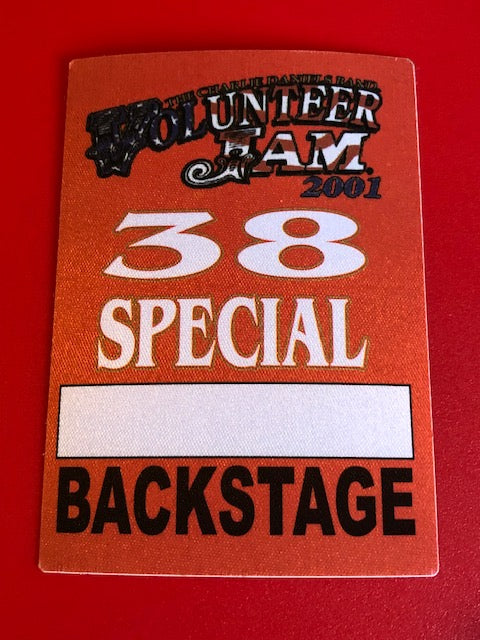 THE CHARLIE DANIELS BAND
VOLUNTEER
JAM.
2001
38
SPECIAL
BACKSTAGE